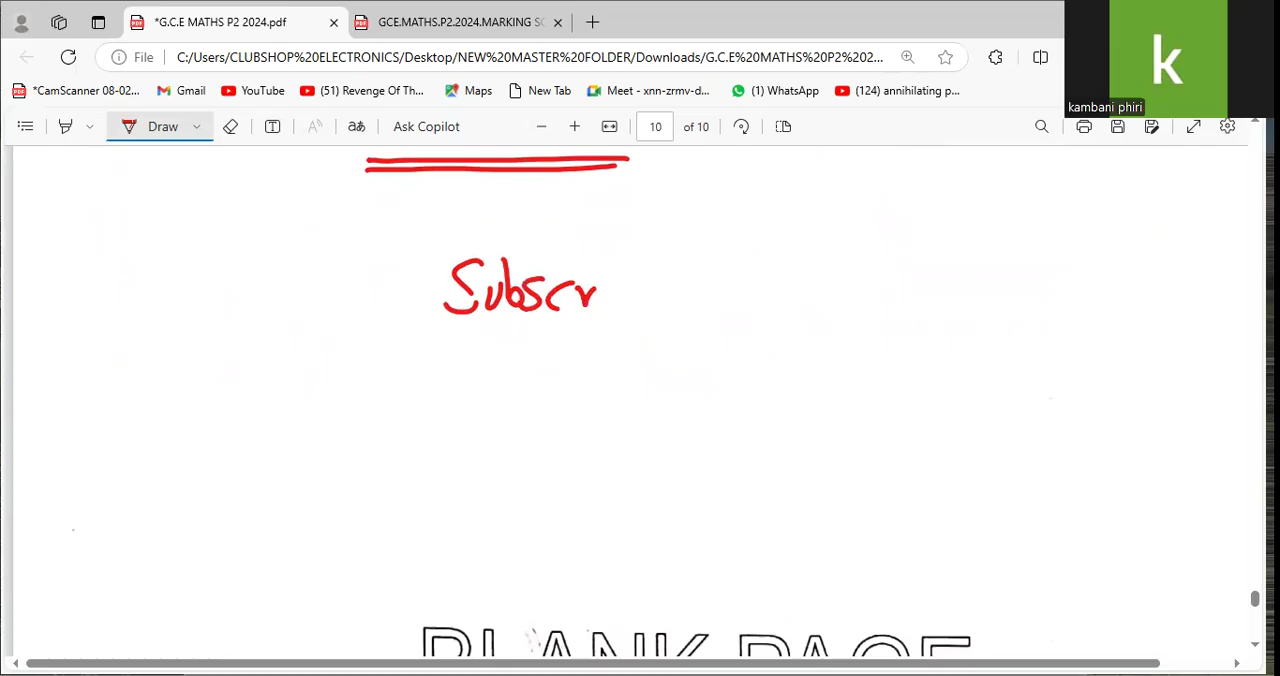 *G.C.E MATHS P2 2024.pdf
GCE.MATHS.P2.2024.MARKING SC
File
C:/Users/CLUBSHOP%20ELECTRONICS/Desktop/NEW%20MASTER%20FOLDER/Downloads/G.C.E%20MATHS%20P2%202...
k
kambani phiri
*CamScanner 08-02...
Gmail
YouTube
(51) Revenge Of Th...
Maps
New Tab
Meet - xnn-zrmv-d...
(1) WhatsApp
(124) annihilating p...
Draw
Ask Copilot
10 of 10
Subscr
BLANK PAGE